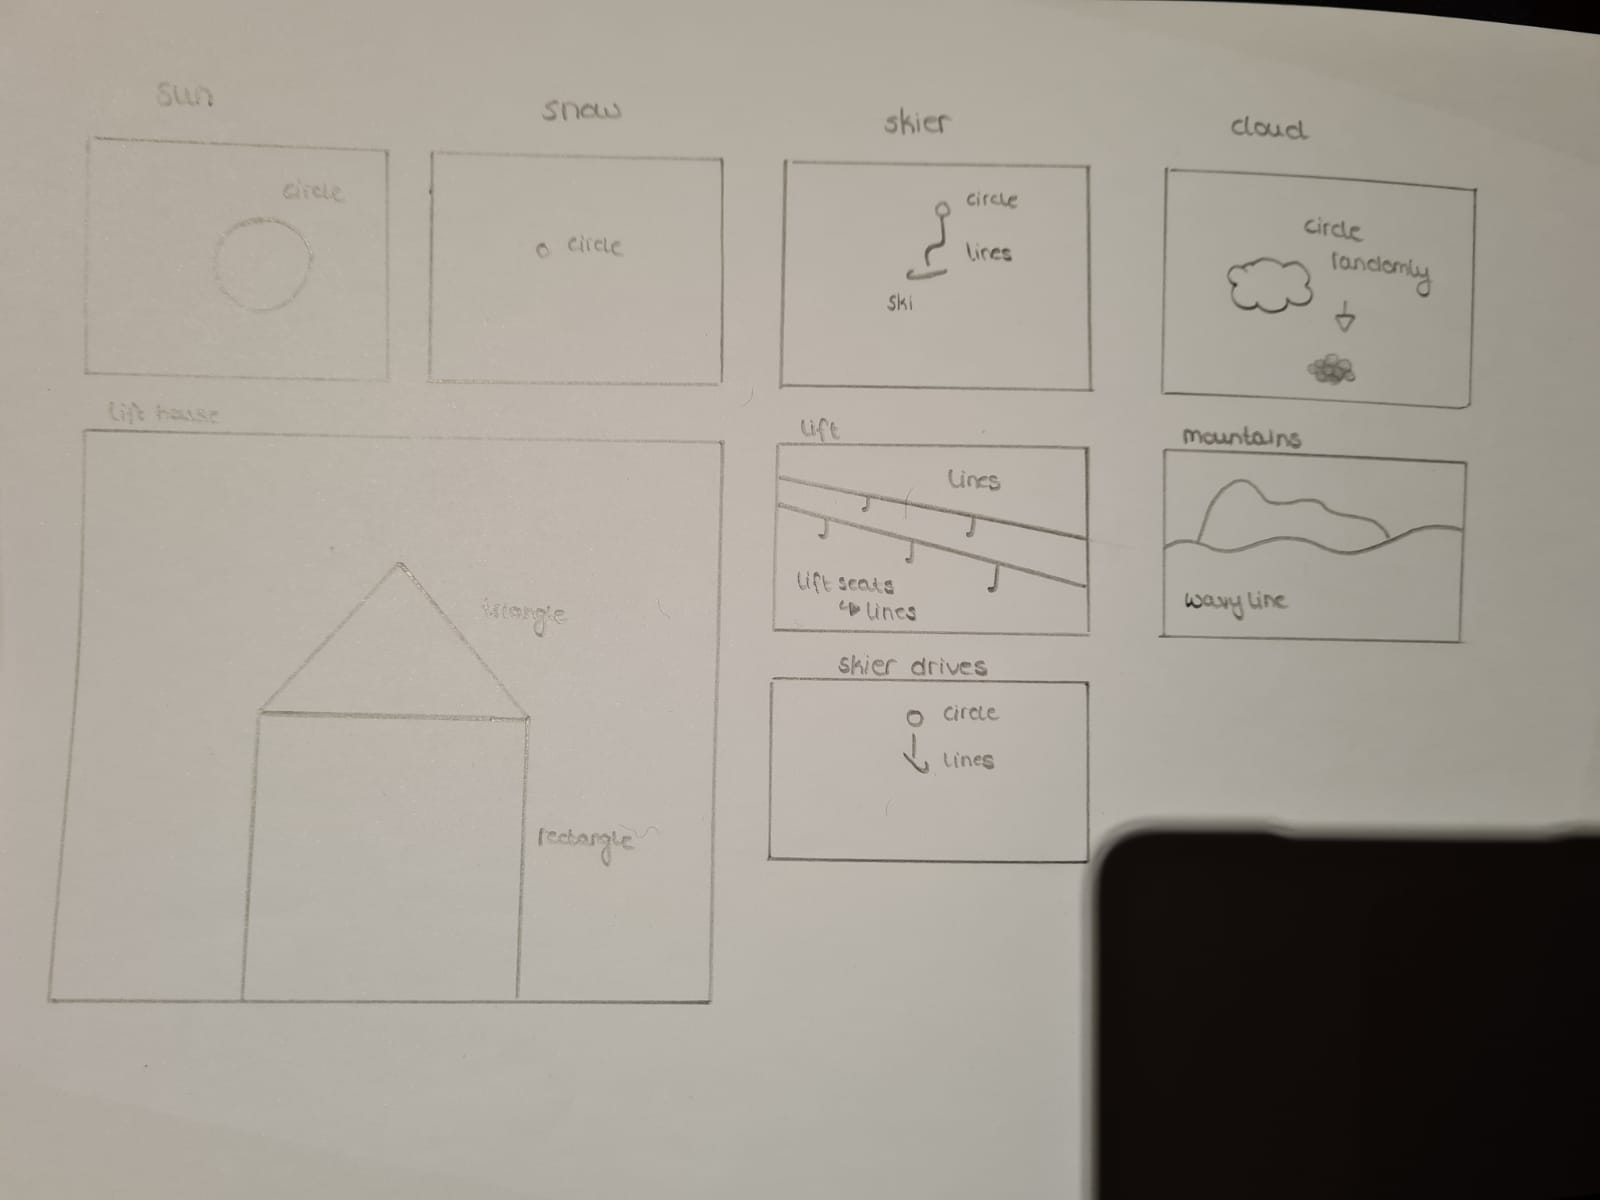 sun
circle
snow
circle
skier
circle
lines
ski
cloud
circle
randomly
lift house
triangle
rectangle
lift
Lines
lift seats
lines
mountains
wavy line
skier drives
circle
lines